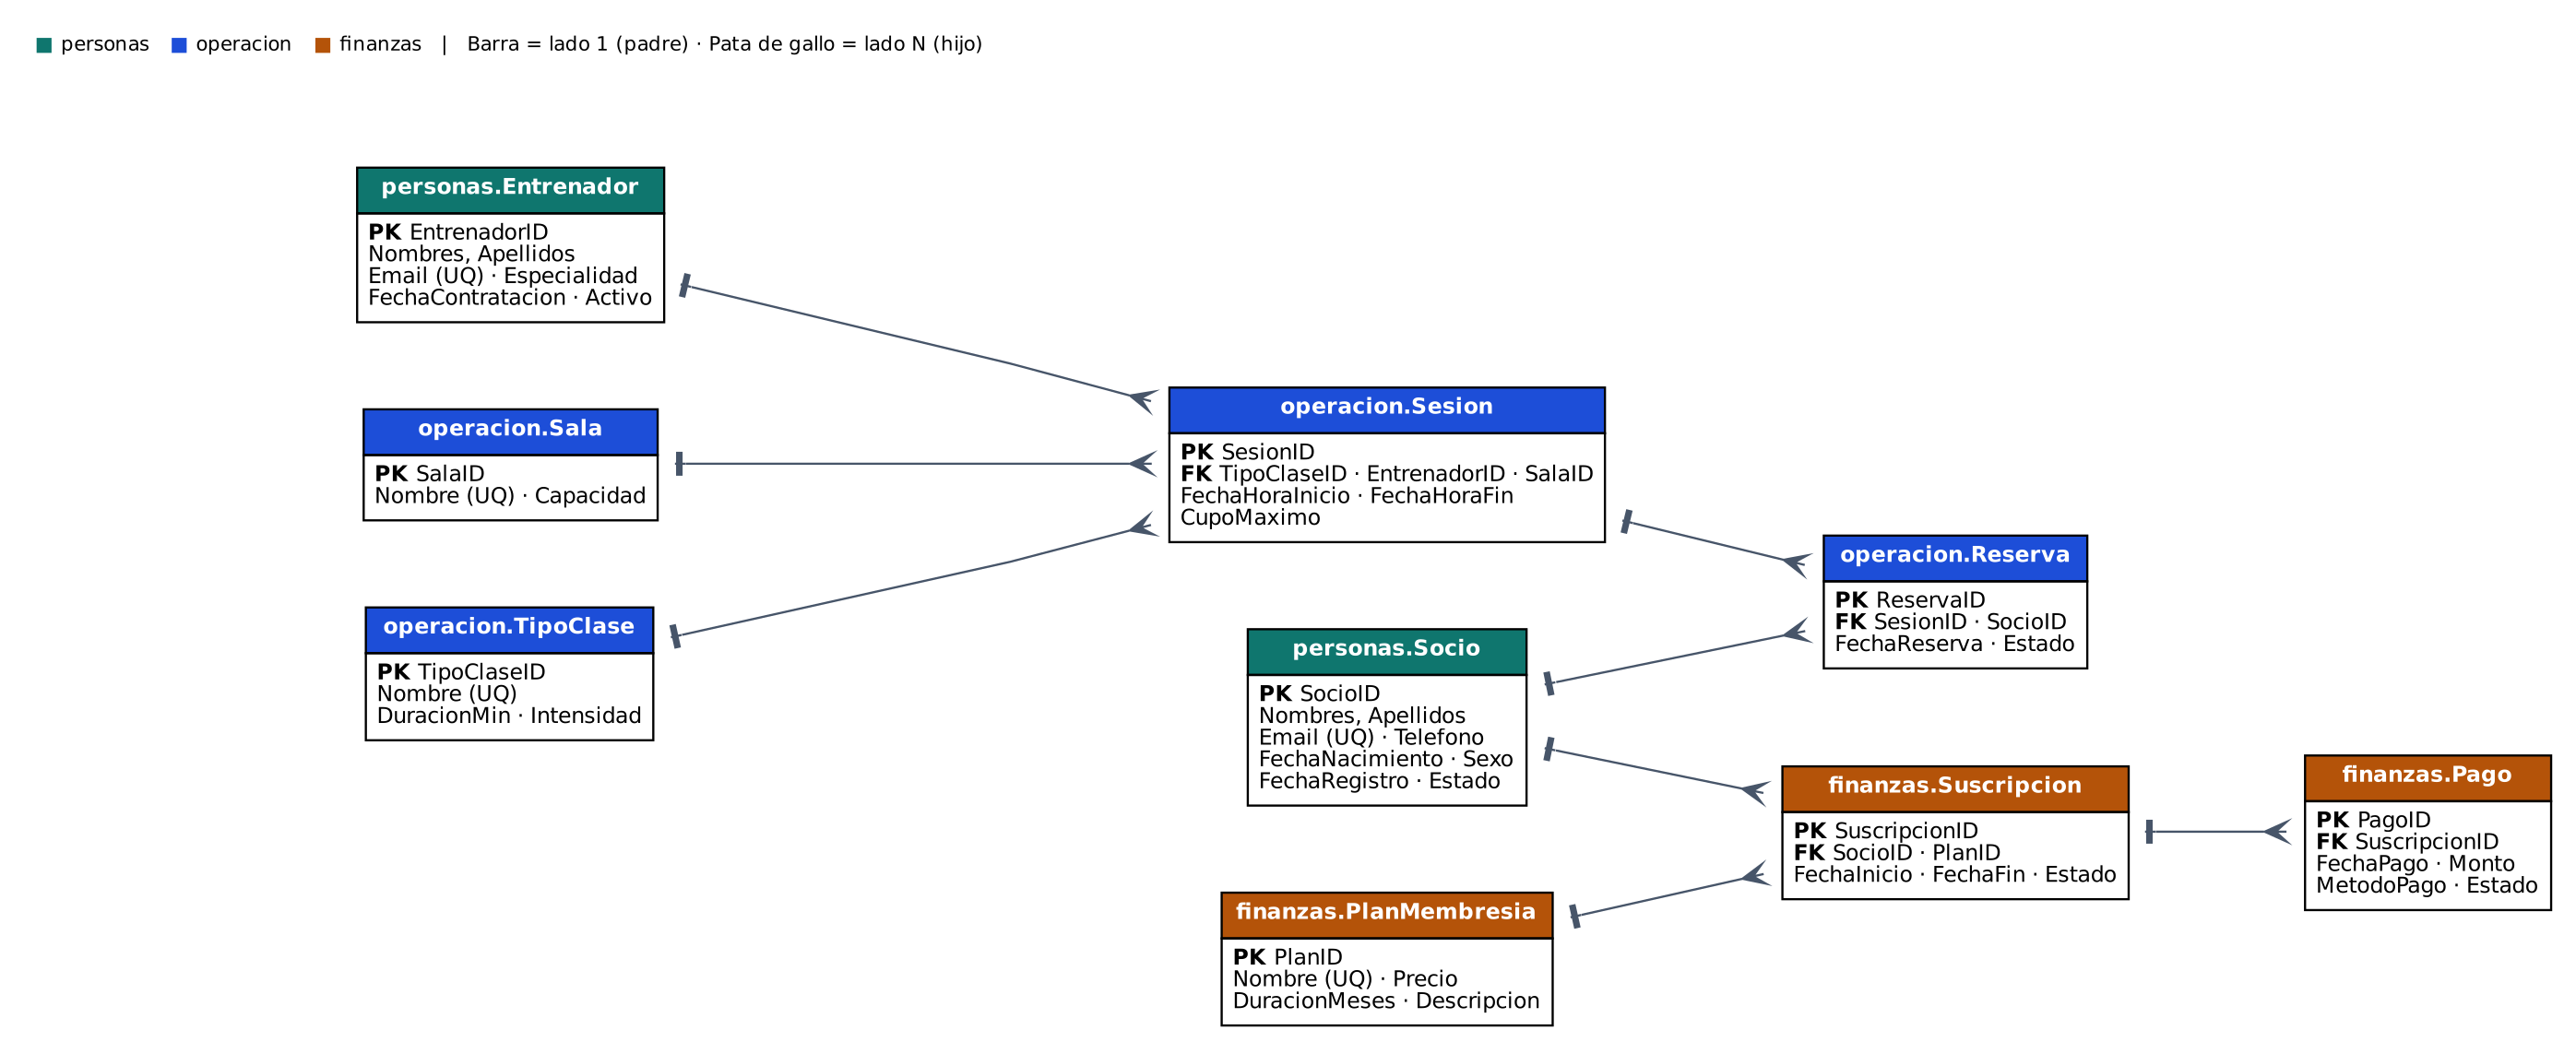 personas operacion finanzas | Barra = lado 1 (padre) · Pata de gallo = lado N (hijo)
personas.Entrenador
PK EntrenadorID
Nombres, Apellidos
Email (UQ) · Especialidad
FechaContratacion · Activo
operacion.Sala
PK SalaID
Nombre (UQ) · Capacidad
operacion.TipoClase
PK TipoClaseID
Nombre (UQ)
DuracionMin · Intensidad
operacion.Sesion
PK SesionID
FK TipoClaseID · EntrenadorID · SalaID
FechaHoraInicio · FechaHoraFin
CupoMaximo
operacion.Reserva
PK ReservaID
FK SesionID · SocioID
FechaReserva · Estado
personas.Socio
PK SocioID
Nombres, Apellidos
Email (UQ) · Telefono
FechaNacimiento · Sexo
FechaRegistro · Estado
finanzas.Suscripcion
PK SuscripcionID
FK SocioID · PlanID
FechaInicio · FechaFin · Estado
finanzas.Pago
PK PagoID
FK SuscripcionID
FechaPago · Monto
MetodoPago · Estado
finanzas.PlanMembresia
PK PlanID
Nombre (UQ) · Precio
DuracionMeses · Descripcion